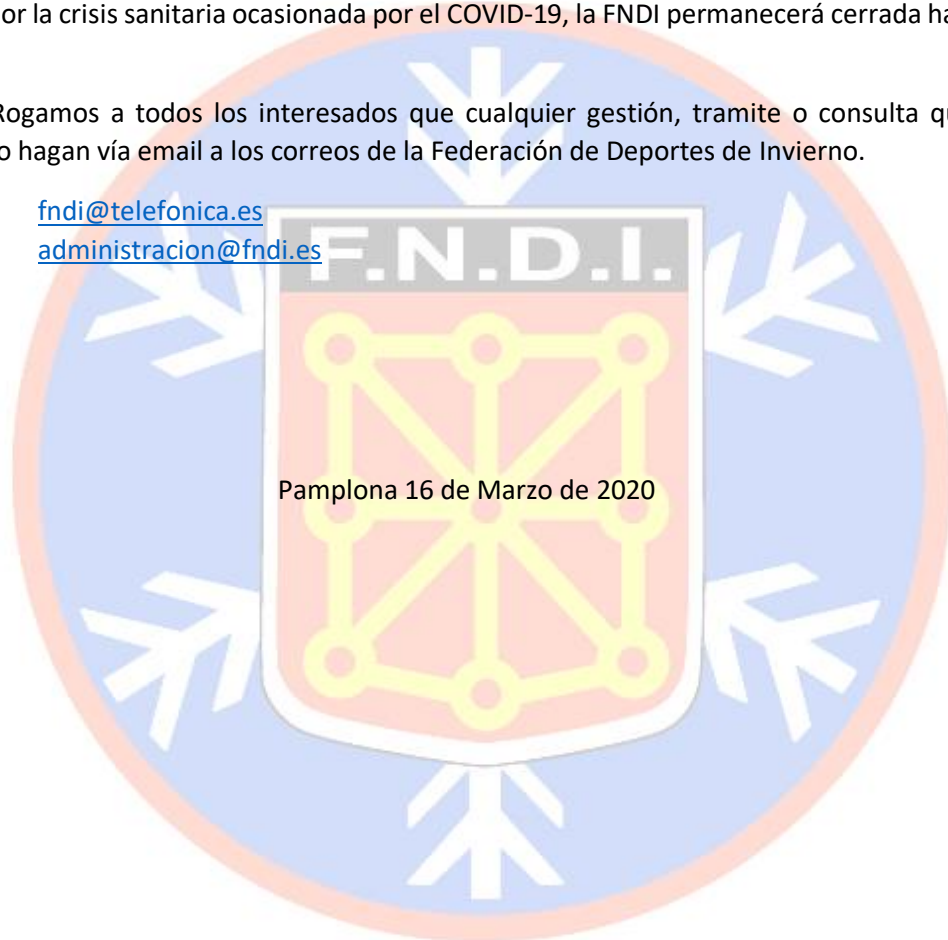 or la crisis sanitaria ocasionada por el COVID-19, la FNDI permanecerá cerrada ha
Rogamos a todos los interesados que cualquier gestión, tramite o consulta qu
o hagan vía email a los correos de la Federación de Deportes de Invierno.
fndi@telefonica.es
administracion@fndi.es
F.N.D.I.
Pamplona 16 de Marzo de 2020